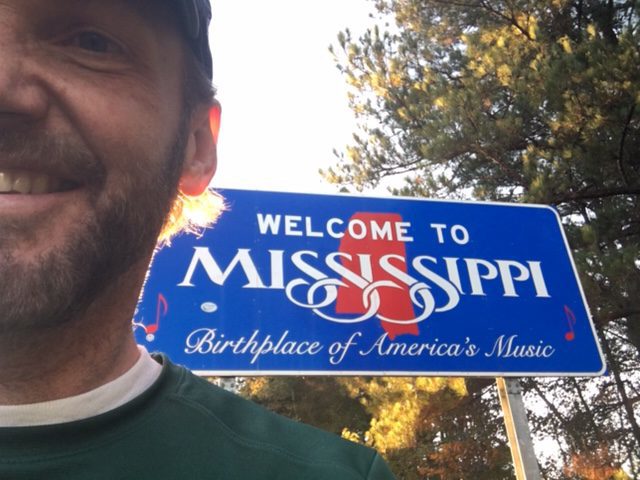 WELCOME TO
MISSISSIPPI
Birthplace of America's Music